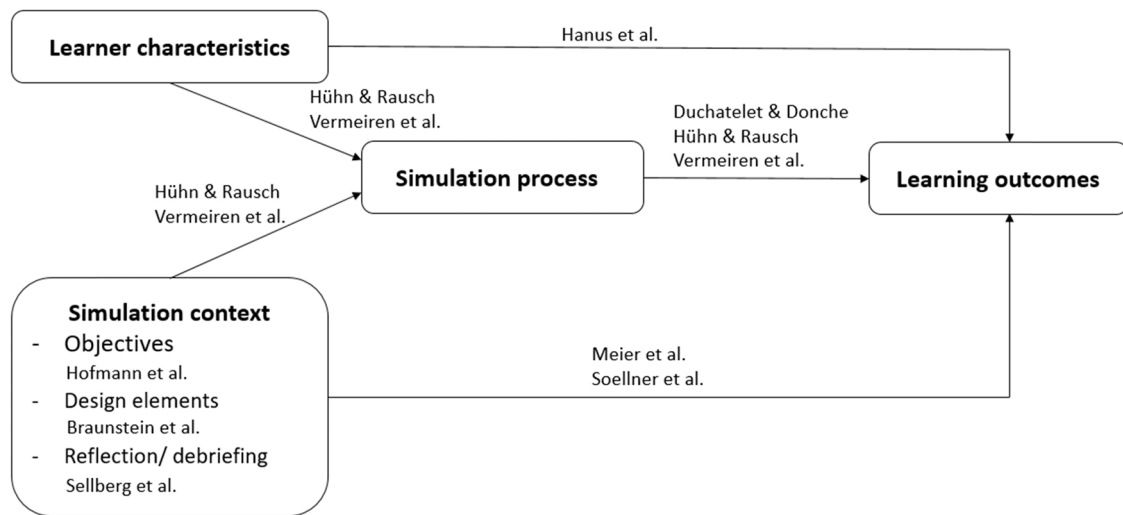 Learner characteristics
Hanus et al.
Hühn & Rausch
Vermeiren et al.
Duchatelet & Donche
Hühn & Rausch
Vermeiren et al.
Simulation process
Learning outcomes
Hühn & Rausch
Vermeiren et al.
Simulation context
- Objectives
Hofmann et al.
- Design elements
Braunstein et al.
- Reflection/ debriefing
Sellberg et al.
Meier et al.
Soellner et al.